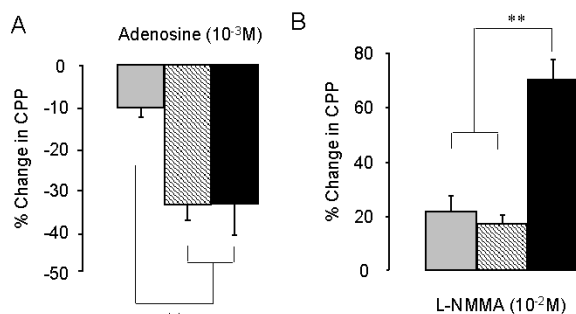 A
Adenosine (10-3M)
% Change in CPP
0
-10
-20
-30
-40
-50
B
**
% Change in CPP
80
60
40
20
0
L-NMMA (10-2M)